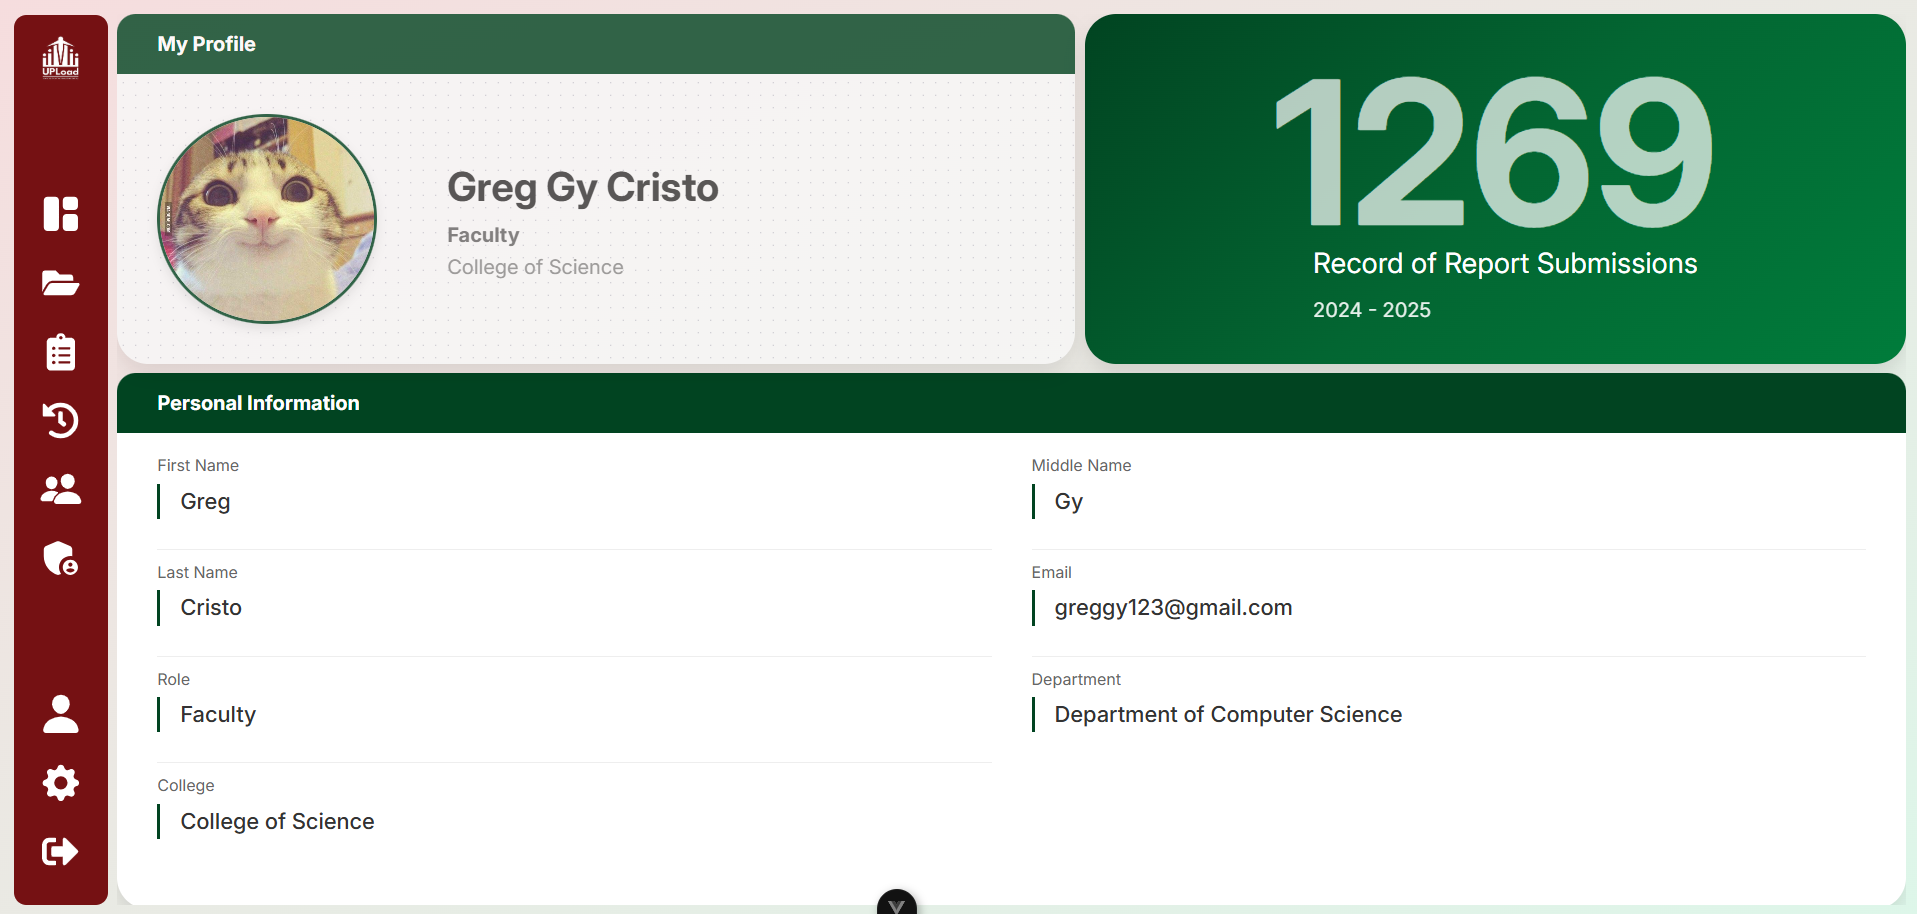 UPLoad
My Profile
Greg Gy Cristo
Faculty
College of Science
1269
Record of Report Submissions
2024 - 2025
Personal Information
First Name
Greg
Middle Name
Gy
Last Name
Cristo
Email
greggy123@gmail.com
Role
Faculty
Department
Department of Computer Science
College
College of Science